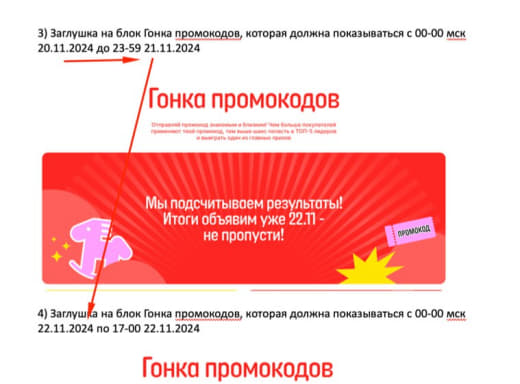 3) Заглушка на блок Гонка промокодов, которая должна показываться с 00-00 мск
20.11.2024 до 23-59 21.11.2024
Гонка промокодов
Отправляй промокод знакомым и близким! Чем больше покупателей
применяют твой промокод, тем выше шанс попасть в ТОП-5 лидеров
и выиграть один из главных призов
Мы подсчитываем результаты!
Итоги объявим уже 22.11 -
не пропусти!
ПРОМОКОД
4) Заглушка на блок Гонка промокодов, которая должна показываться с 00-00 мск
22.11.2024 по 17-00 22.11.2024
Гонка промокодов